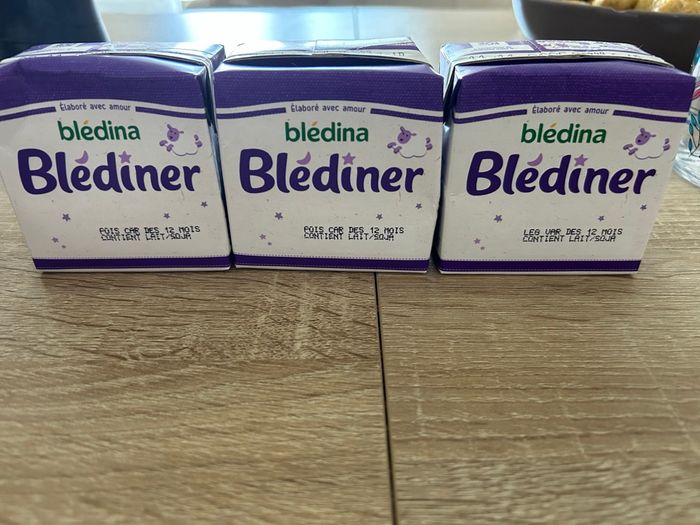 Élaboré avec amour
blédina
Blédiner
POIS CAR DES 12 MOIS
CONTIENT LAIT/SOJA
Élaboré avec amour
blédina
Blédiner
POIS CAR DES 12 MOIS
CONTIENT LAIT/SOJA
Élaboré avec amour
blédina
Blédiner
LEG VAR DES 12 MOIS
CONTIENT LAIT/SOJA